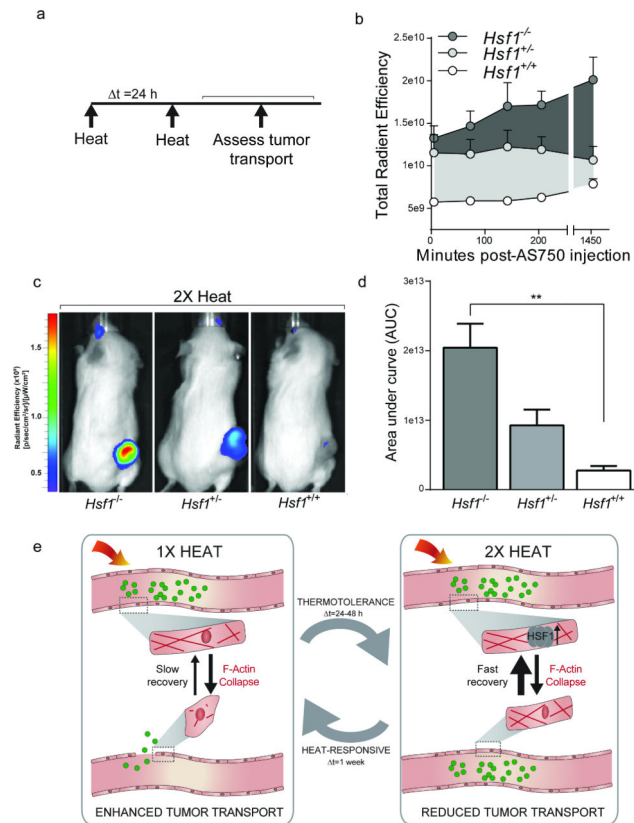 a
Δt =24 h
Heat
Heat
Assess tumor
transport
b
Total Radient Efficiency
2.5e10
2.0e10
1.5e10
1e10
5e9
Hsf1-/-
Hsf1+/-
Hsf1+/+
0
100
200
1450
Minutes post-AS750 injection
c
2X Heat
Radient Efficiency (x10⁹)
[p/sec/cm²/sr]/[µW/cm²]
1.5
1.0
0.5
Hsf1-/-
Hsf1+/-
Hsf1+/+
d
Area under curve (AUC)
3e13
2e13
1e13
0
**
Hsf1-/-
Hsf1+/-
Hsf1+/+
e
1X HEAT
Slow
recovery
F-Actin
Collapse
ENHANCED TUMOR TRANSPORT
THERMOTOLERANCE
Δt=24-48 h
HEAT-RESPONSIVE
Δt=1 week
2X HEAT
HSF1
Fast
recovery
F-Actin
Collapse
REDUCED TUMOR TRANSPORT